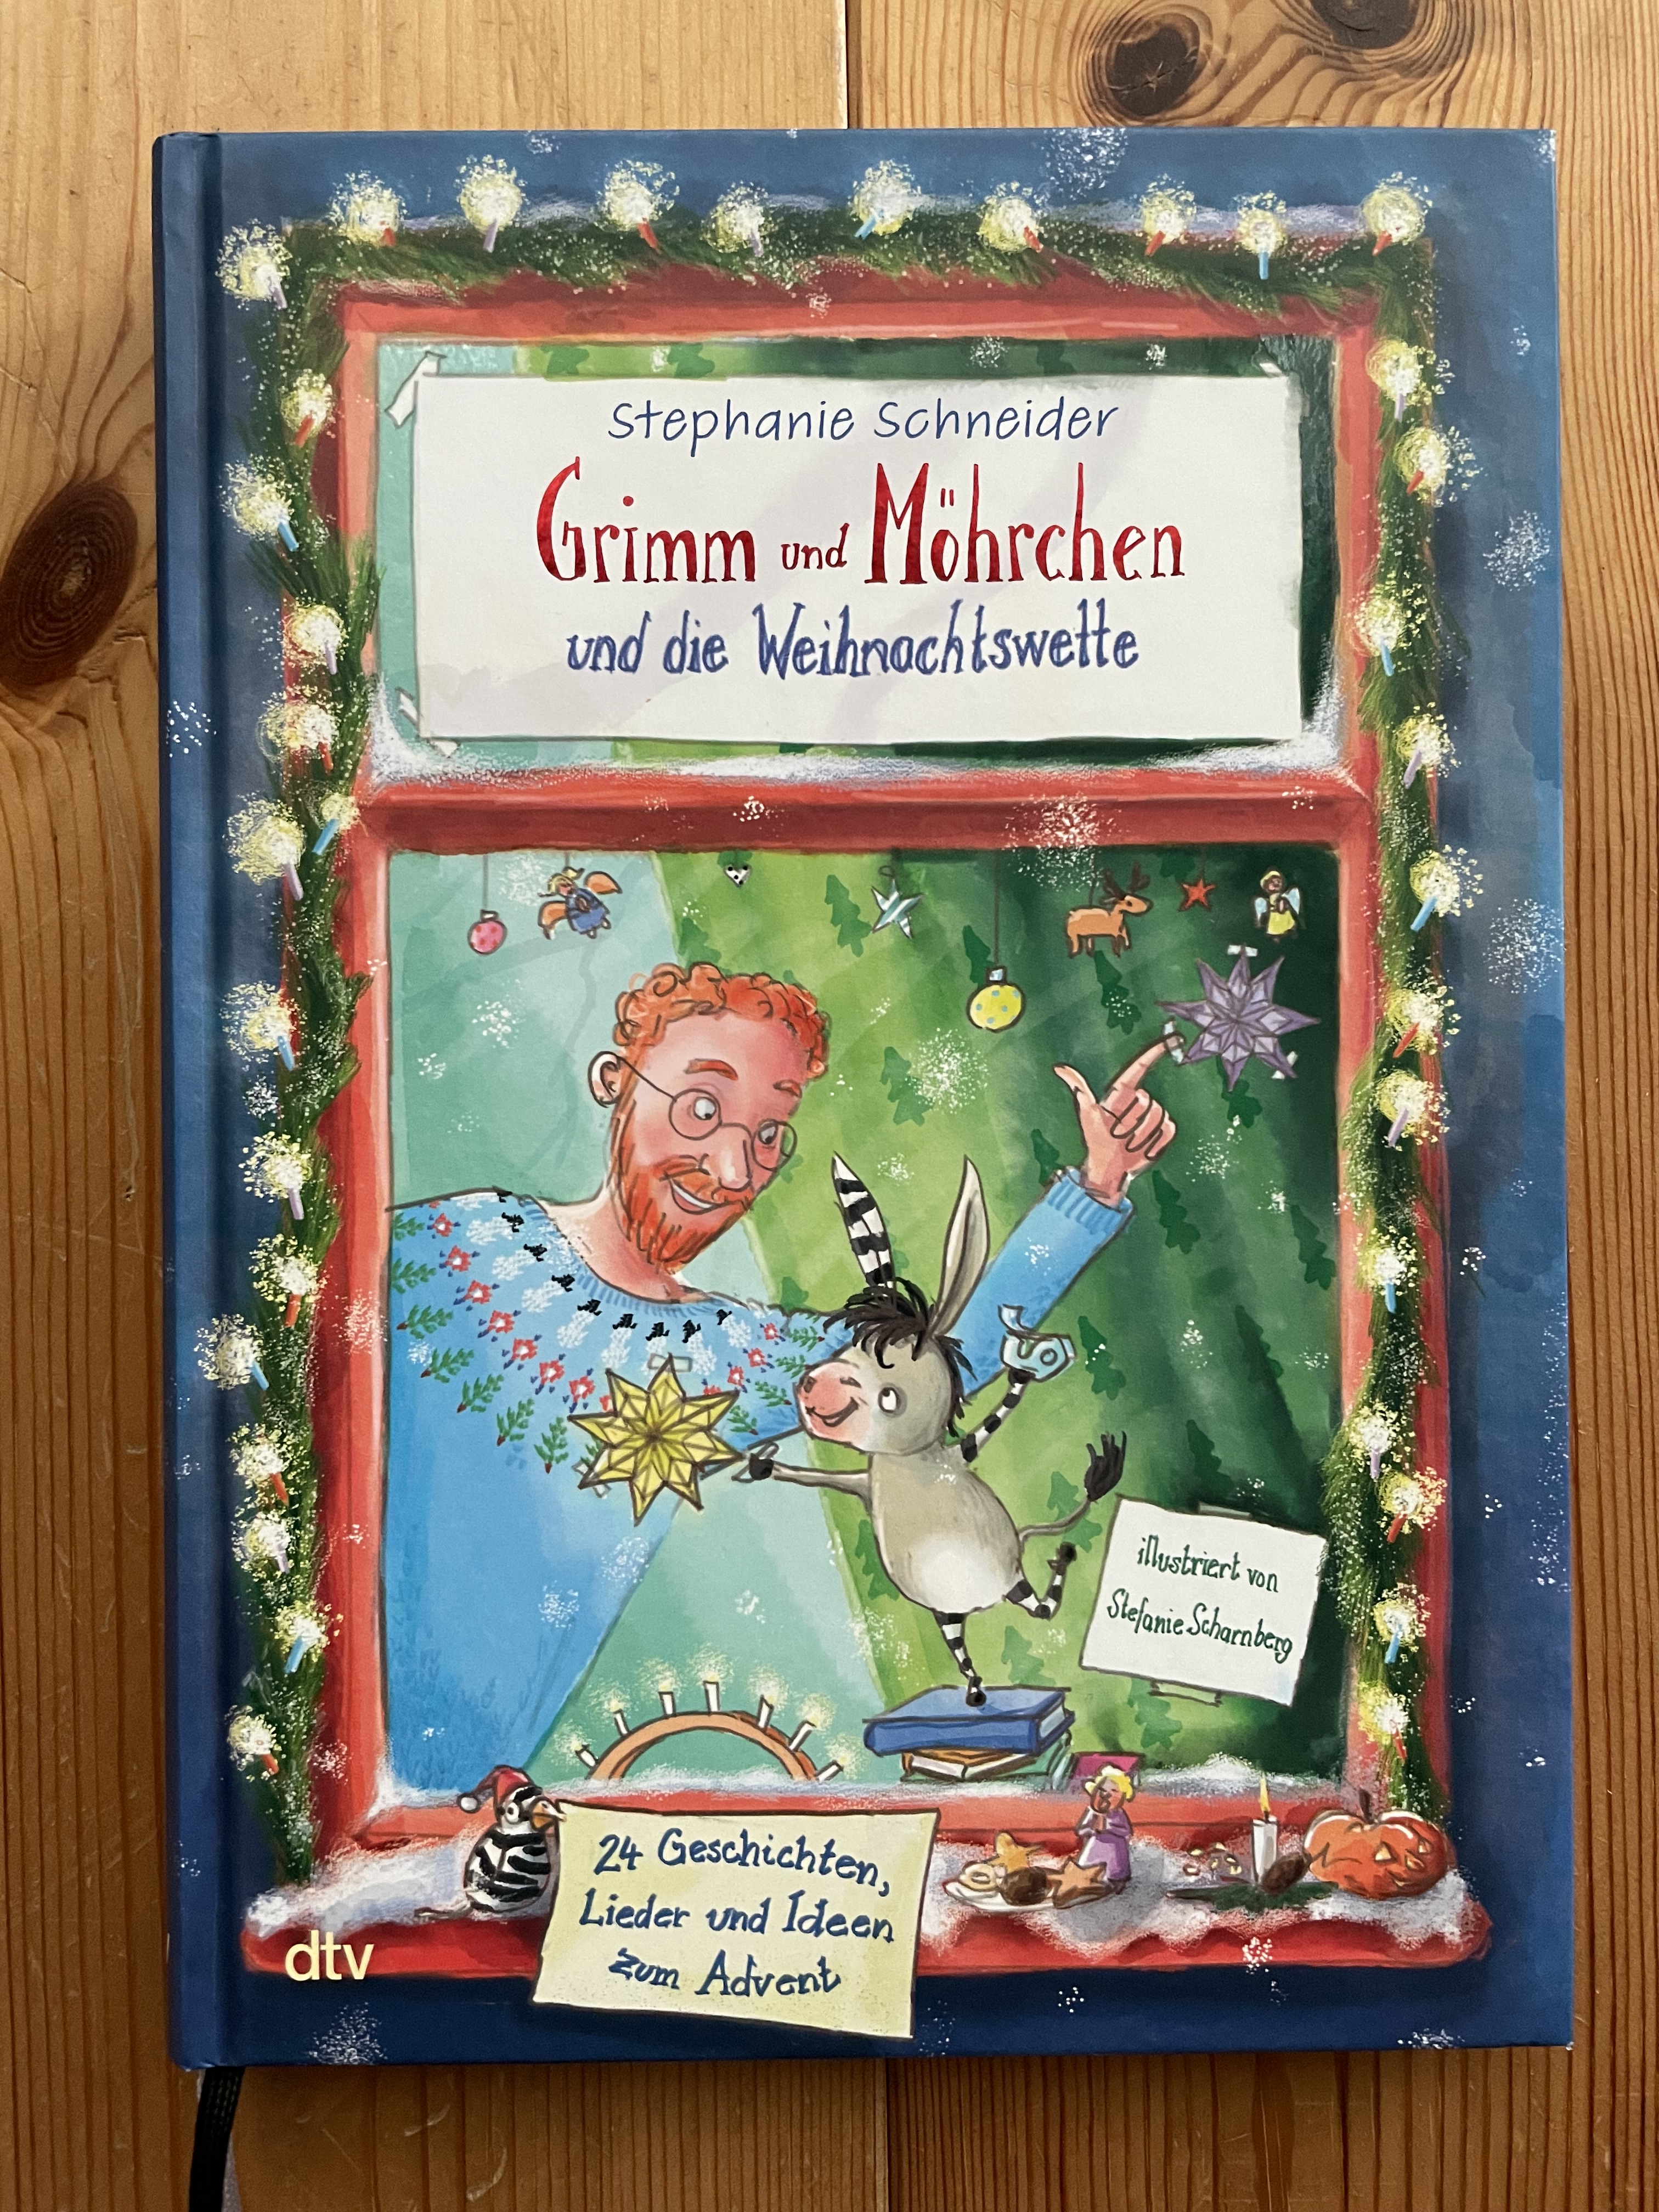 Stephanie Schneider
Grimm und Möhrchen
und die Weihnachtswette
illustriert von
Stefanie Scharnberg
24 Geschichten,
Lieder und Ideen
zum Advent
dtv